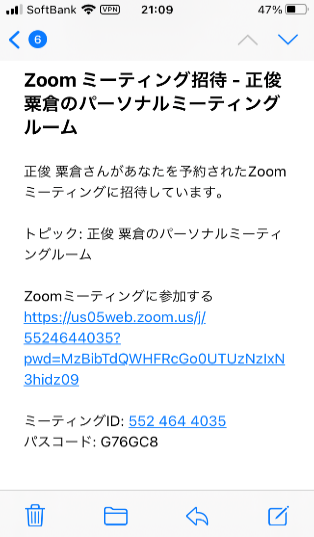 SoftBank VPN 21:09 47%
6
Zoom ミーティング招待 - 正俊
粟倉のパーソナルミーティング
ルーム
正俊 粟倉さんがあなたを予約されたZoom
ミーティングに招待しています。
トピック: 正俊 粟倉のパーソナルミーティ
ングルーム
Zoomミーティングに参加する
https://us05web.zoom.us/j/
5524644035?
pwd=MzBibTdQWHFRcGo0UTUzNzIxN
3hidz09
ミーティングID: 552 464 4035
パスコード: G76GC8